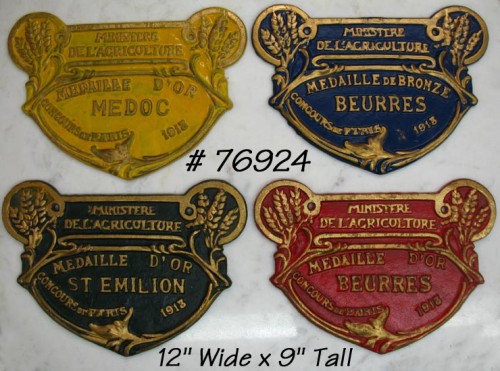 MINISTERE
DE L'AGRICULTURE
MEDAILLE D'OR
MEDOC
CONCOURS DE PARIS 1913
MINISTERE
DE L'AGRICULTURE
MEDAILLE DE BRONZE
BEURRES
CONCOURS DE PARIS 1913
# 76924
MINISTERE
DE L'AGRICULTURE
MEDAILLE D'OR
ST EMILION
CONCOURS DE PARIS 1913
MINISTERE
DE L'AGRICULTURE
MEDAILLE D'OR
BEURRES
CONCOURS DE PARIS 1913
12" Wide x 9" Tall